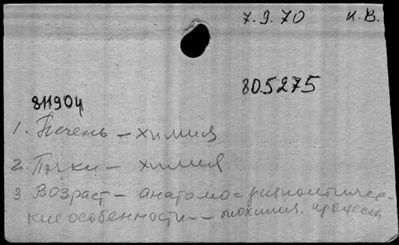 7.9.70 К.В.
805275
811904
1. Печень – химия
2. Почки – химия
3 Возраст – анатомо=физиологичес-
кие особенности – биохимич. процессы